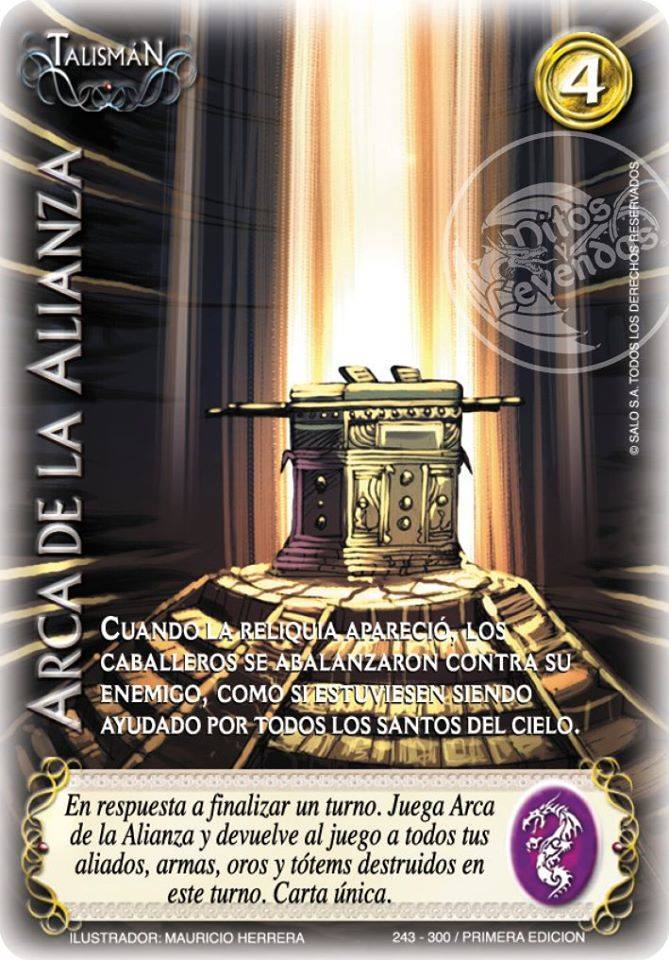 TALISMÁN
4
ARCA DE LA ALIANZA
Mitos
y
Leyendas
© SALO S.A. TODOS LOS DERECHOS RESERVADOS
CUANDO LA RELIQUIA APARECIÓ, LOS
CABALLEROS SE ABALANZARON CONTRA SU
ENEMIGO, COMO SI ESTUVIESEN SIENDO
AYUDADO POR TODOS LOS SANTOS DEL CIELO.
En respuesta a finalizar un turno. Juega Arca
de la Alianza y devuelve al juego a todos tus
aliados, armas, oros y tótems destruidos en
este turno. Carta única.
ILUSTRADOR: MAURICIO HERRERA
243 - 300 / PRIMERA EDICION